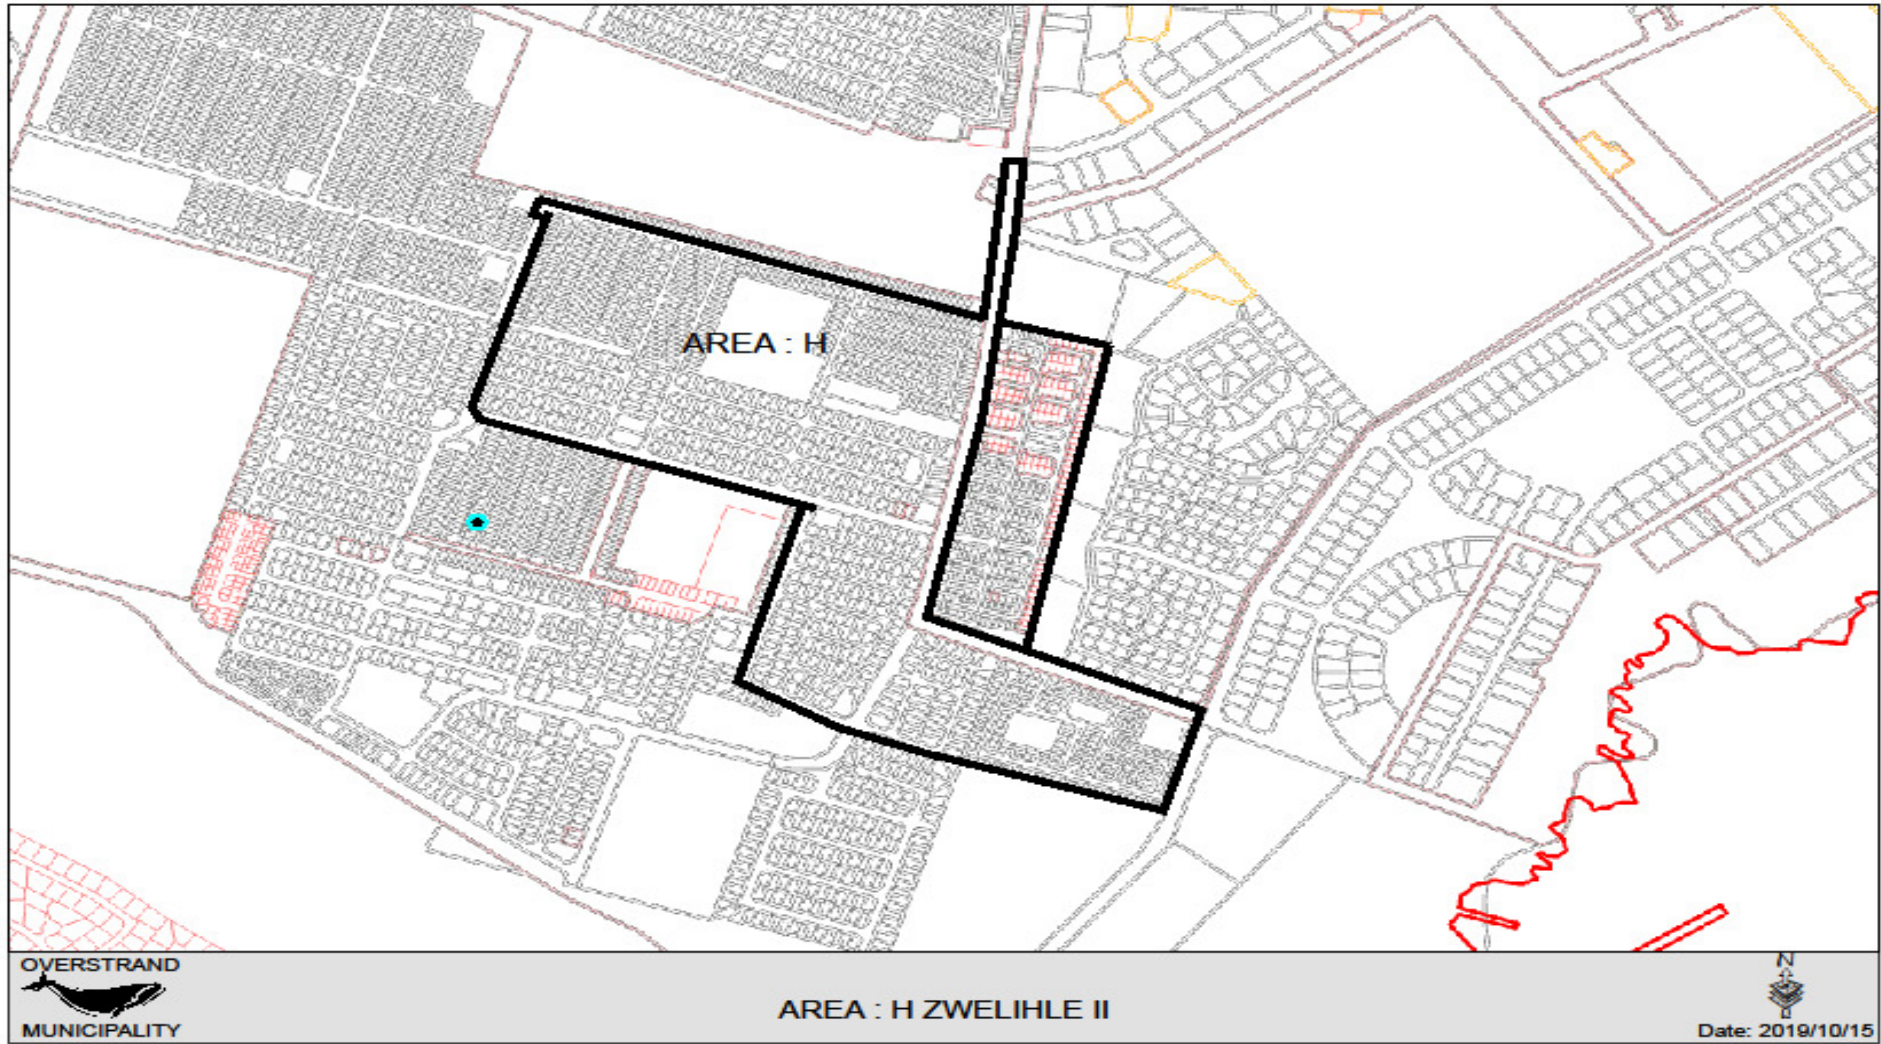 AREA : H
OVERSTRAND
MUNICIPALITY
AREA : H ZWELIHLE II
N
Date: 2019/10/15